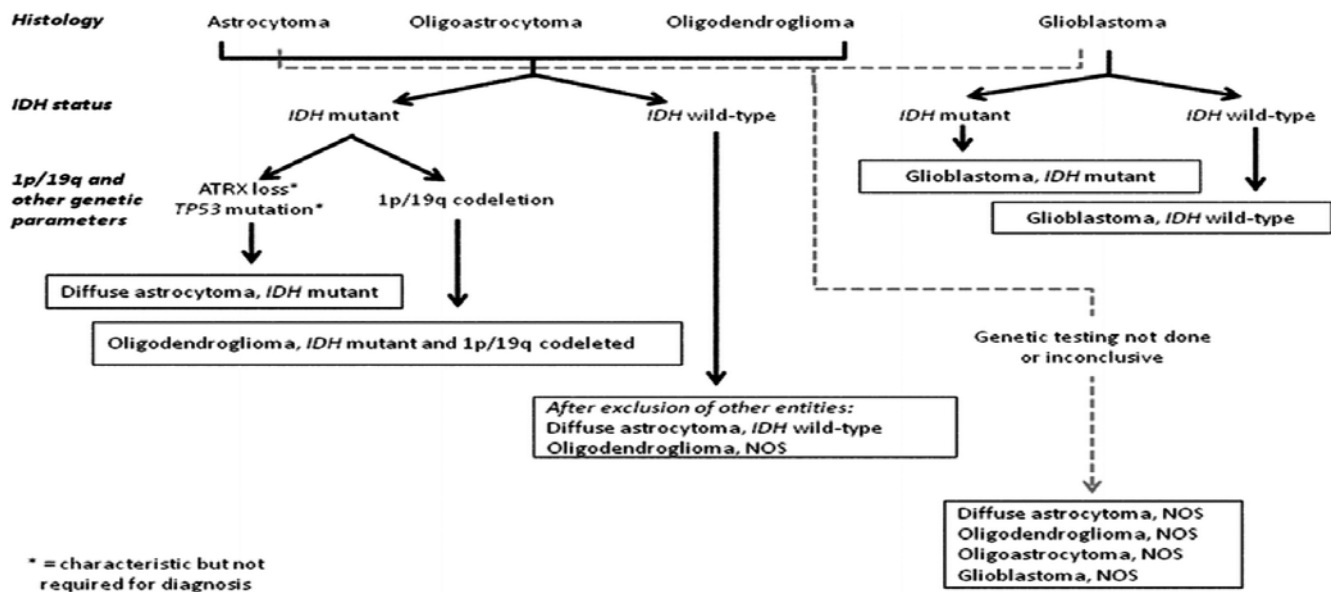 Histology
Astrocytoma
Oligoastrocytoma
Oligodendroglioma
Glioblastoma
IDH status
IDH mutant
IDH wild-type
IDH mutant
IDH wild-type
1p/19q and
other genetic
parameters
ATRX loss*
TP53 mutation*
1p/19q codeletion
Glioblastoma, IDH mutant
Glioblastoma, IDH wild-type
Diffuse astrocytoma, IDH mutant
Oligodendroglioma, IDH mutant and 1p/19q codeleted
Genetic testing not done
or inconclusive
After exclusion of other entities:
Diffuse astrocytoma, IDH wild-type
Oligodendroglioma, NOS
Diffuse astrocytoma, NOS
Oligodendroglioma, NOS
Oligoastrocytoma, NOS
Glioblastoma, NOS
* = characteristic but not
required for diagnosis